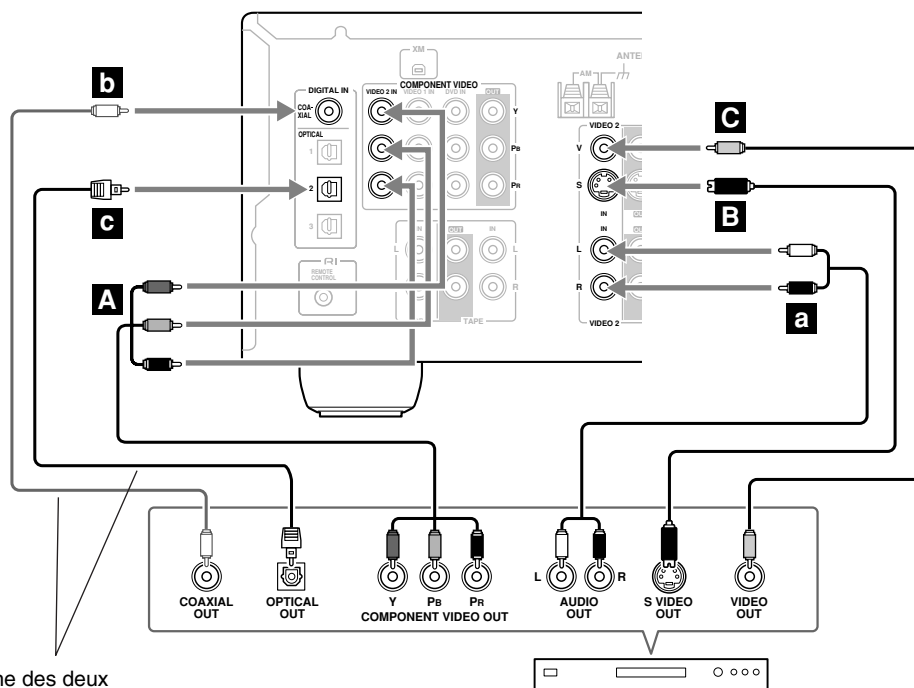 XM
ANTE
AM
COMPONENT VIDEO
DIGITAL IN
VIDEO 2 IN
VIDEO 1 IN
DVD IN
OUT
b
COA-
XIAL
Y
OPTICAL
1
PB
2
PR
3
c
VIDEO 2
C
V
S
B
IN
OUT
IN
L
R
VIDEO 2
a
RI
REMOTE
CONTROL
IN
OUT
IN
L
L
R
TAPE
A
COAXIAL
OUT
OPTICAL
OUT
Y
PB
PR
COMPONENT VIDEO OUT
L
R
AUDIO
OUT
S VIDEO
OUT
VIDEO
OUT
ne des deux